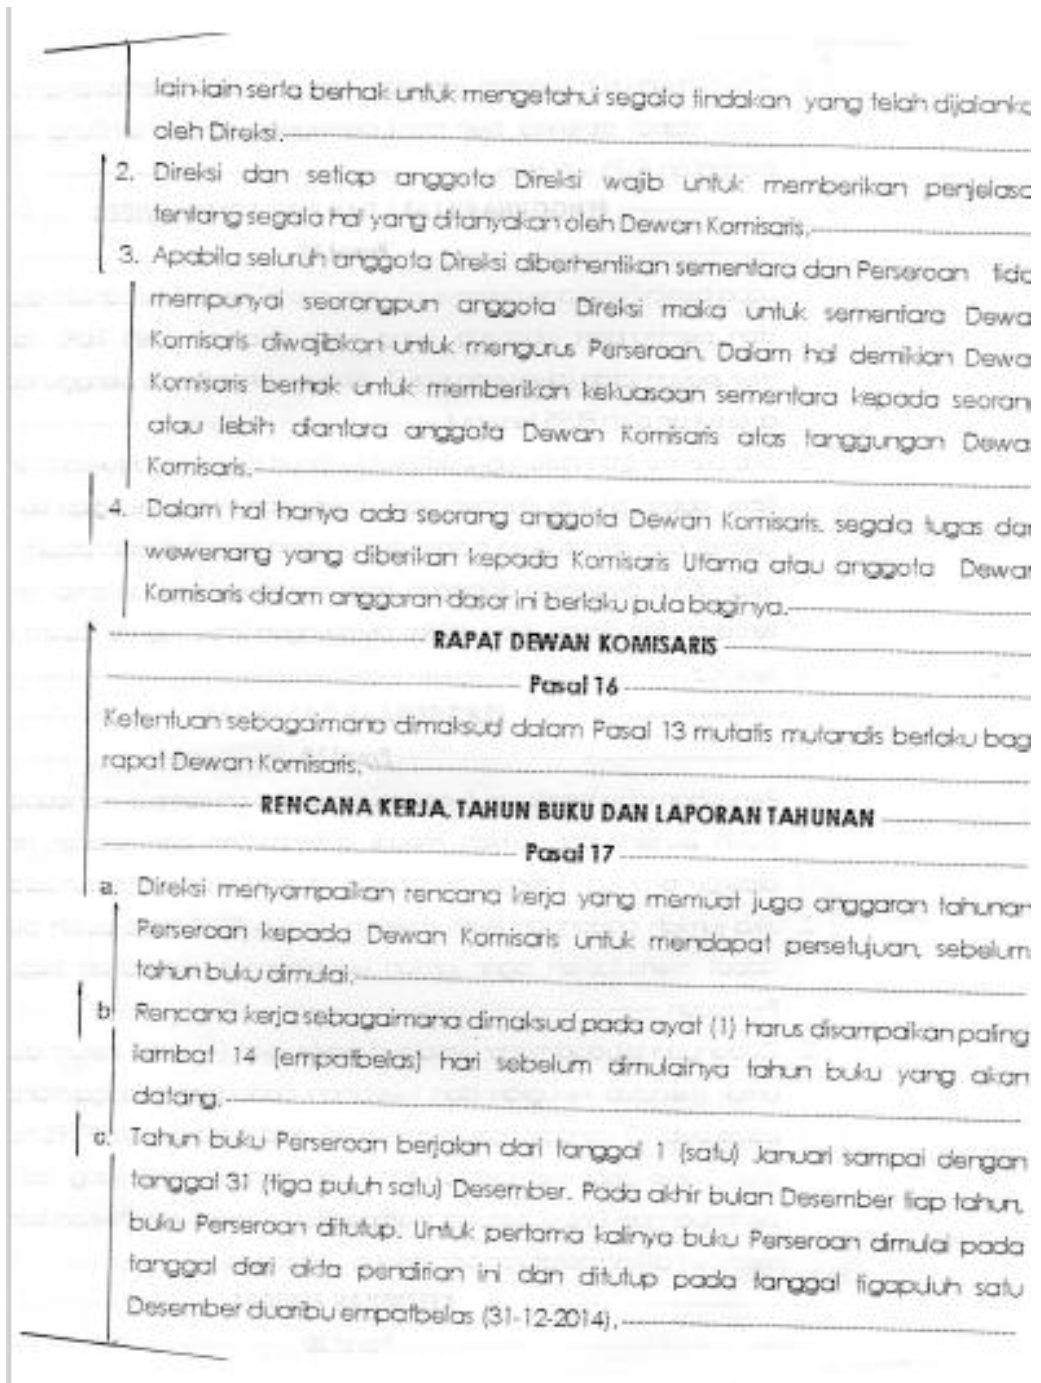 lain-lain serta berhak untuk mengetahui segala tindakan yang telah dijalanka
oleh Direksi.
2. Direksi dan setiap anggota Direksi wajib untuk memberikan penjelasa
tentang segala hal yang ditanyakan oleh Dewan Komisaris.
3. Apabila seluruh anggota Direksi diberhentikan sementara dan Perseroan tida
mempunyai seorangpun anggota Direksi maka untuk sementara Dewa
Komisaris diwajibkan untuk mengurus Perseroan. Dalam hal demikian Dewa
Komisaris berhak untuk memberikan kekuasaan sementara kepada seoran
atau lebih diantara anggota Dewan Komisaris atas tanggungan Dewa
Komisaris.
4. Dalam hal hanya ada seorang anggota Dewan Komisaris, segala tugas dan
wewenang yang diberikan kepada Komisaris Utama atau anggota Dewan
Komisaris dalam anggaran dasar ini berlaku pula baginya.
RAPAT DEWAN KOMISARIS
Pasal 16
Ketentuan sebagaimana dimaksud dalam Pasal 13 mutatis mutandis berlaku bag
rapat Dewan Komisaris.
RENCANA KERJA, TAHUN BUKU DAN LAPORAN TAHUNAN
Pasal 17
a. Direksi menyampaikan rencana kerja yang memuat juga anggaran tahunan
Perseroan kepada Dewan Komisaris untuk mendapat persetujuan, sebelum
tahun buku dimulai.
b. Rencana kerja sebagaimana dimaksud pada ayat (1) harus disampaikan paling
lambat 14 (empatbelas) hari sebelum dimulainya tahun buku yang akan
datang.
c. Tahun buku Perseroan berjalan dari tanggal 1 (satu) Januari sampai dengan
tanggal 31 (tiga puluh satu) Desember. Pada akhir bulan Desember tiap tahun,
buku Perseroan ditutup. Untuk pertama kalinya buku Perseroan dimulai pada
tanggal dari akta pendirian ini dan ditutup pada tanggal tigapuluh satu
Desember duaribu empatbelas (31-12-2014).